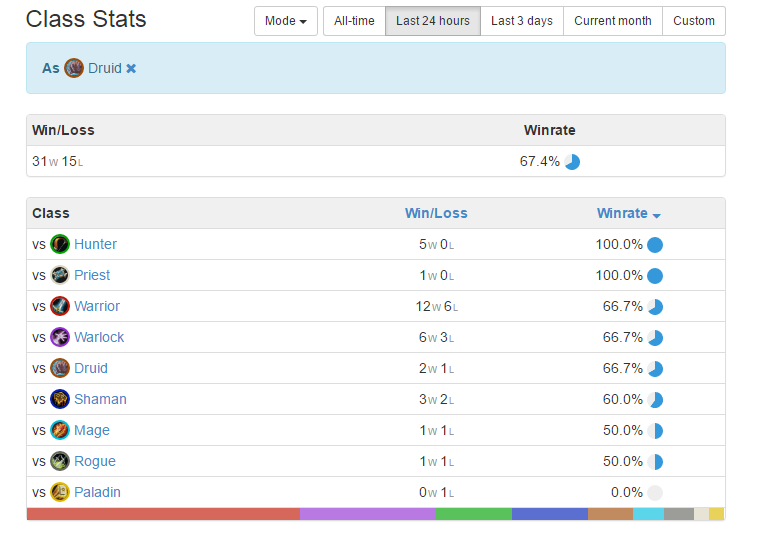 Class Stats
Mode All-time Last 24 hours Last 3 days Current month Custom
As Druid ✖
Win/Loss Winrate
31W 15L 67.4%
Class Win/Loss Winrate
vs Hunter 5W 0L 100.0%
vs Priest 1W 0L 100.0%
vs Warrior 12W 6L 66.7%
vs Warlock 6W 3L 66.7%
vs Druid 2W 1L 66.7%
vs Shaman 3W 2L 60.0%
vs Mage 1W 1L 50.0%
vs Rogue 1W 1L 50.0%
vs Paladin 0W 1L 0.0%